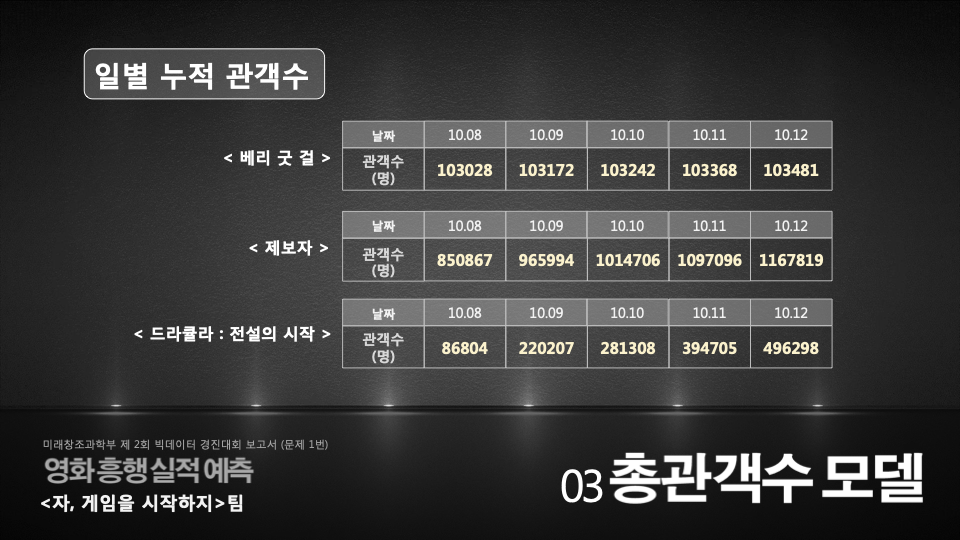 일별 누적 관객수
< 베리 굿 걸 >
날짜 10.08 10.09 10.10 10.11 10.12
관객수
(명) 103028 103172 103242 103368 103481
< 제보자 >
날짜 10.08 10.09 10.10 10.11 10.12
관객수
(명) 850867 965994 1014706 1097096 1167819
< 드라큘라 : 전설의 시작 >
날짜 10.08 10.09 10.10 10.11 10.12
관객수
(명) 86804 220207 281308 394705 496298
미래창조과학부 제 2회 빅데이터 경진대회 보고서 (문제 1번)
영화 흥행 실적 예측
<자, 게임을 시작하지>팀
03 총관객수 모델